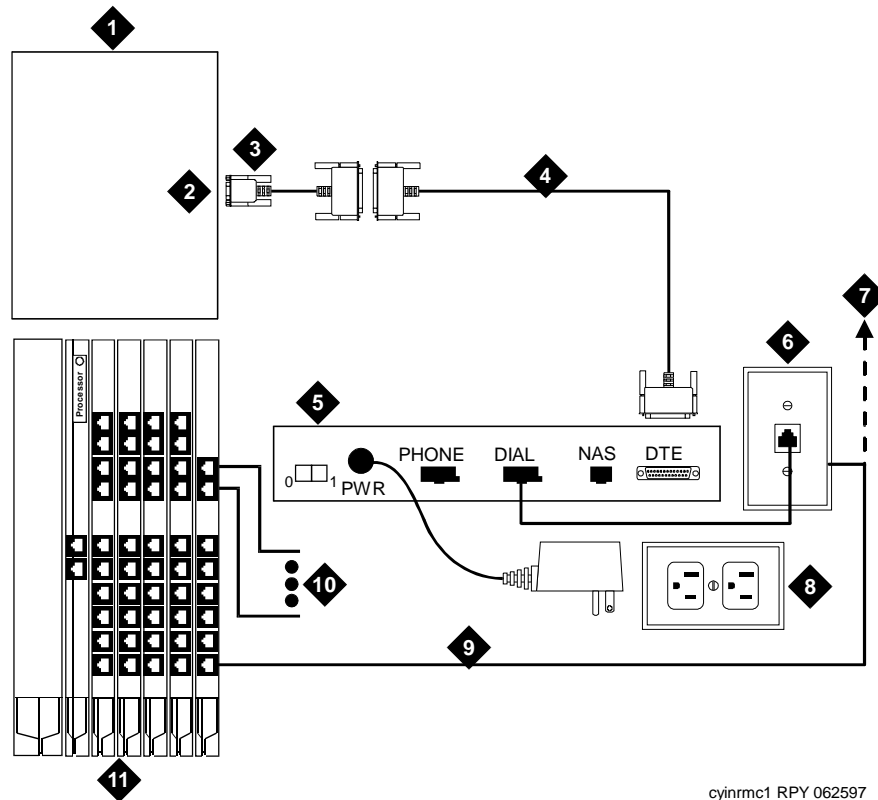 1
3
2
4
7
6
Processor
5
PHONE
DIAL
NAS
DTE
0
1
PWR
8
10
9
11
cyinrmc1 RPY 062597